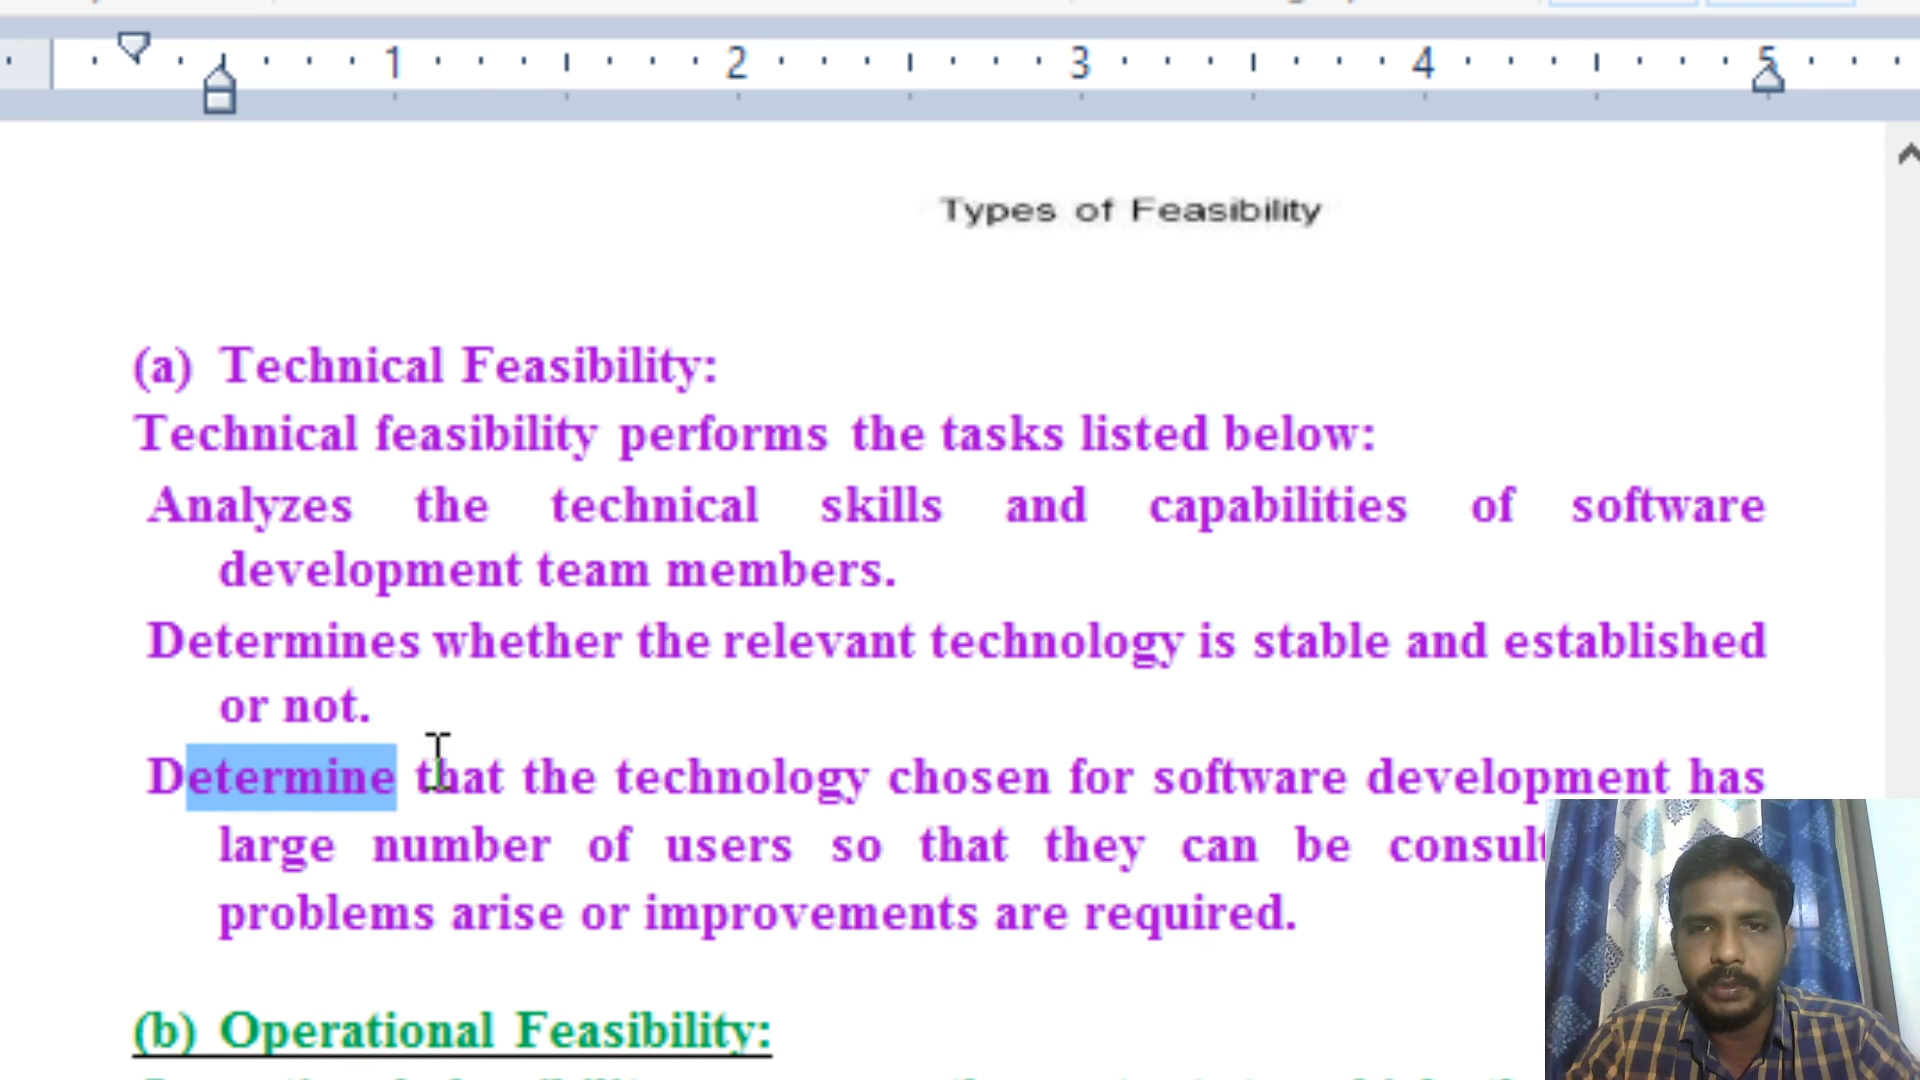 1 2 3 4 5
Types of Feasibility
(a) Technical Feasibility:
Technical feasibility performs the tasks listed below:
Analyzes the technical skills and capabilities of software
development team members.
Determines whether the relevant technology is stable and established
or not.
Determine that the technology chosen for software development has
large number of users so that they can be
problems arise or improvements are required.
(b) Operational Feasibility: